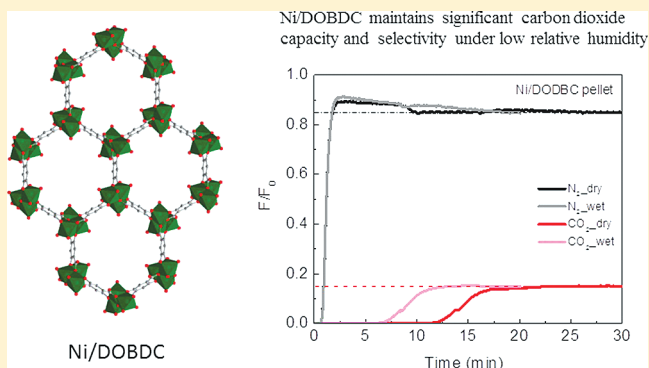 Ni/DOBDC maintains significant carbon dioxide
capacity and selectivity under low relative humidity
Ni/DODBC pellet
1.0
0.8
0.6
0.4
0.2
0.0
F/F0
N2_dry
N2_wet
CO2_dry
CO2_wet
0 5 10 15 20 25 30
Time (min)
Ni/DOBDC